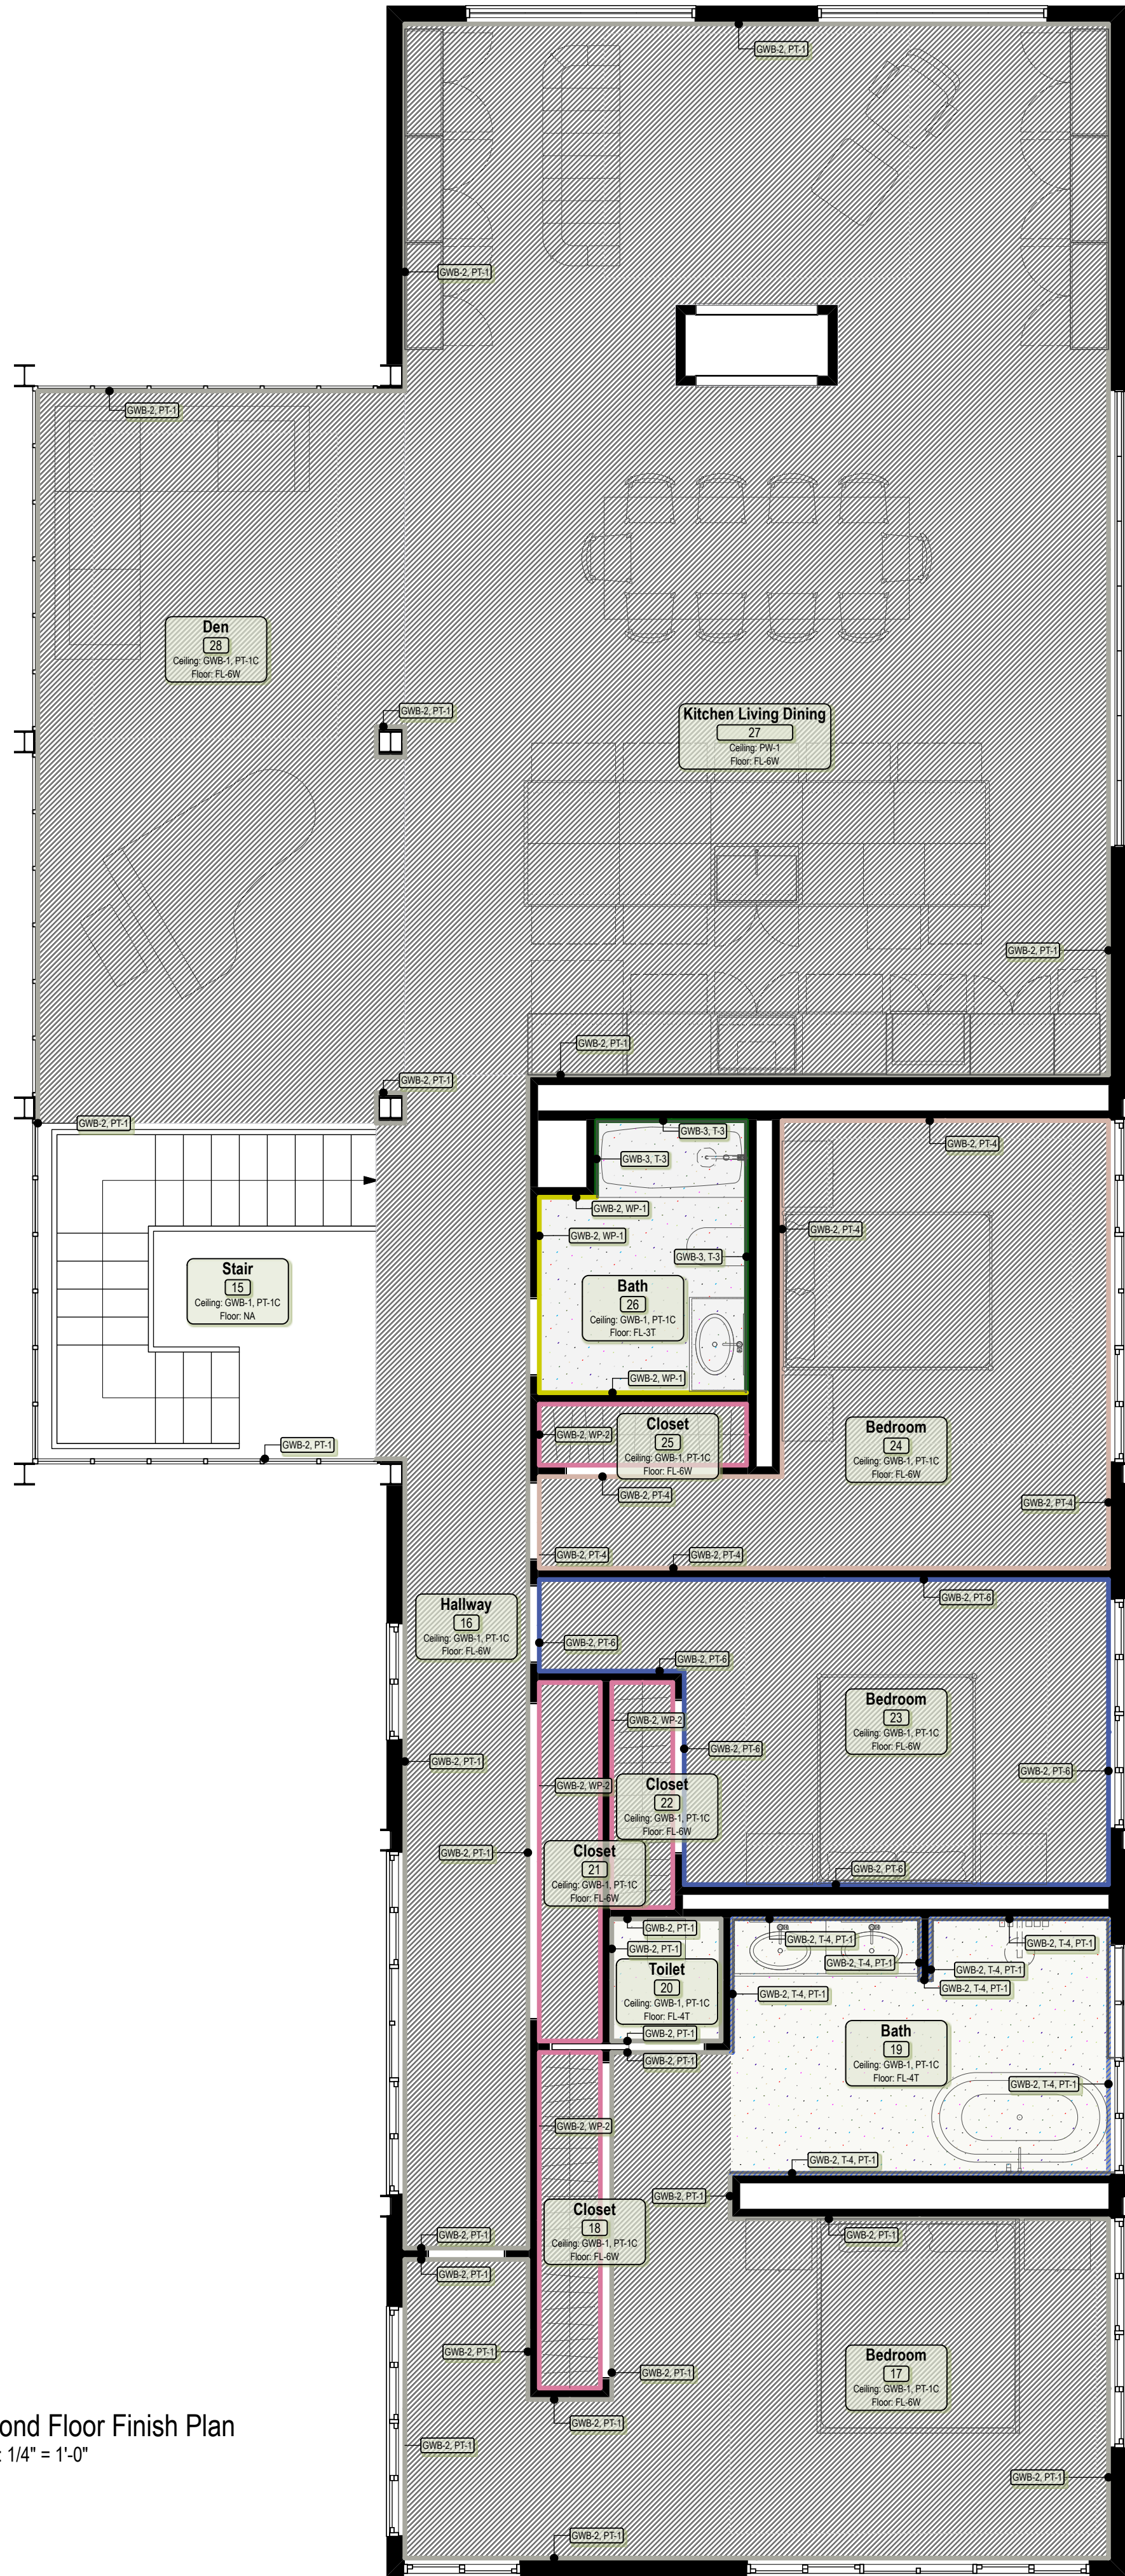 GWB-2, PT-1
GWB-2, PT-1
GWB-2, PT-1
Den
28
Ceiling: GWB-1, PT-1C
Floor: FL-6W
GWB-2, PT-1
Kitchen Living Dining
27
Ceiling: PW-1
Floor: FL-6W
GWB-2, PT-1
GWB-2, PT-1
GWB-2, PT-1
GWB-2, PT-1
GWB-3, T-3
GWB-2, PT-4
GWB-3, T-3
GWB-2, WP-1
GWB-2, PT-4
GWB-2, WP-1
GWB-3, T-3
Stair
15
Ceiling: GWB-1, PT-1C
Floor: NA
Bath
26
Ceiling: GWB-1, PT-1C
Floor: FL-3T
GWB-2, WP-1
GWB-2, PT-1
GWB-2, WP-2
Closet
25
Ceiling: GWB-1, PT-1C
Floor: FL-6W
Bedroom
24
Ceiling: GWB-1, PT-1C
Floor: FL-6W
GWB-2, PT-4
GWB-2, PT-4
GWB-2, PT-4
GWB-2, PT-4
Hallway
16
Ceiling: GWB-1, PT-1C
Floor: FL-6W
GWB-2, PT-6
GWB-2, PT-6
GWB-2, PT-6
Bedroom
23
Ceiling: GWB-1, PT-1C
Floor: FL-6W
GWB-2, WP-2
GWB-2, PT-6
GWB-2, PT-1
GWB-2, PT-6
GWB-2, WP-2
Closet
22
Ceiling: GWB-1, PT-1C
Floor: FL-6W
Closet
21
Ceiling: GWB-1, PT-1C
Floor: FL-6W
GWB-2, PT-1
GWB-2, PT-6
GWB-2, PT-1
GWB-2, T-4, PT-1
GWB-2, T-4, PT-1
GWB-2, PT-1
GWB-2, T-4, PT-1
GWB-2, T-4, PT-1
GWB-2, T-4, PT-1
GWB-2, T-4, PT-1
Toilet
20
Ceiling: GWB-1, PT-1C
Floor: FL-4T
GWB-2, PT-1
GWB-2, PT-1
Bath
19
Ceiling: GWB-1, PT-1C
Floor: FL-4T
GWB-2, T-4, PT-1
GWB-2, WP-2
GWB-2, T-4, PT-1
GWB-2, PT-1
Closet
18
Ceiling: GWB-1, PT-1C
Floor: FL-6W
GWB-2, PT-1
GWB-2, PT-1
GWB-2, PT-1
GWB-2, PT-1
GWB-2, PT-1
Bedroom
17
Ceiling: GWB-1, PT-1C
Floor: FL-6W
GWB-2, PT-1
ond Floor Finish Plan
: 1/4" = 1'-0"
GWB-2, PT-1
GWB-2, PT-1
GWB-2, PT-1